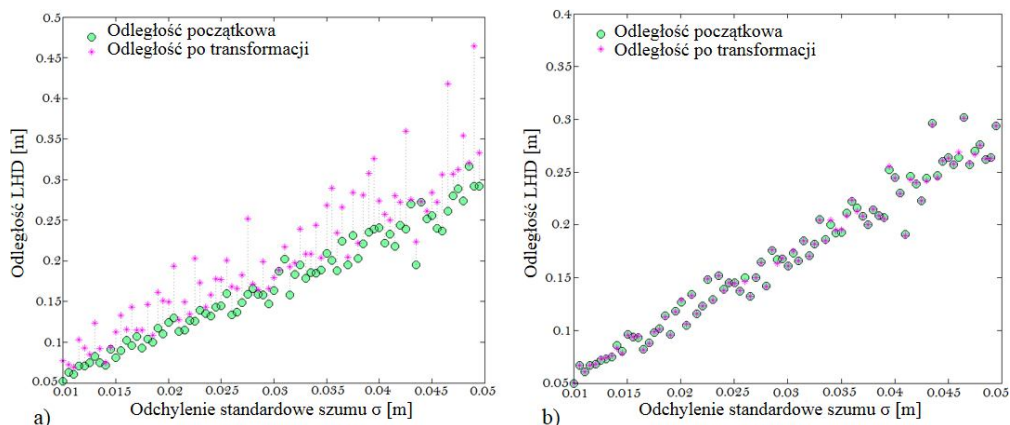 0.5
0.45
0.4
0.35
0.3
0.25
0.2
0.15
0.1
0.05
Odległość LHD [m]
Odległość początkowa
Odległość po transformacji
0.01 0.015 0.02 0.025 0.03 0.035 0.04 0.045 0.05
a) Odchylenie standardowe szumu σ [m]
0.4
0.35
0.3
0.25
0.2
0.15
0.1
0.05
Odległość LHD [m]
Odległość początkowa
Odległość po transformacji
0.01 0.015 0.02 0.025 0.03 0.035 0.04 0.045 0.05
b) Odchylenie standardowe szumu σ [m]